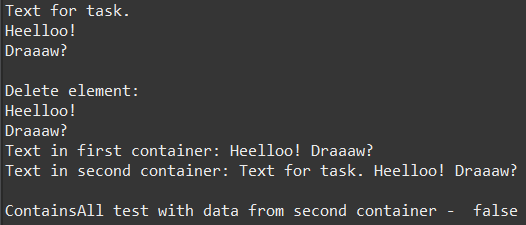 Text for task.
Heelloo!
Draaaw?
Delete element:
Heelloo!
Draaaw?
Text in first container: Heelloo! Draaaw?
Text in second container: Text for task. Heelloo! Draaaw?
ContainsAll test with data from second container -  false